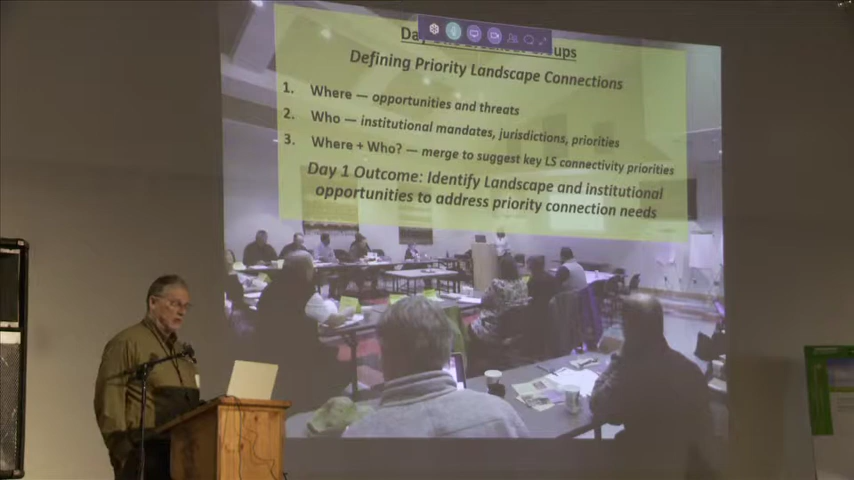 Day
ups
Defining Priority Landscape Connections
1. Where — opportunities and threats
2. Who — institutional mandates, jurisdictions, priorities
3. Where + Who? — merge to suggest key LS connectivity priorities
Day 1 Outcome: Identify Landscape and institutional
opportunities to address priority connection needs